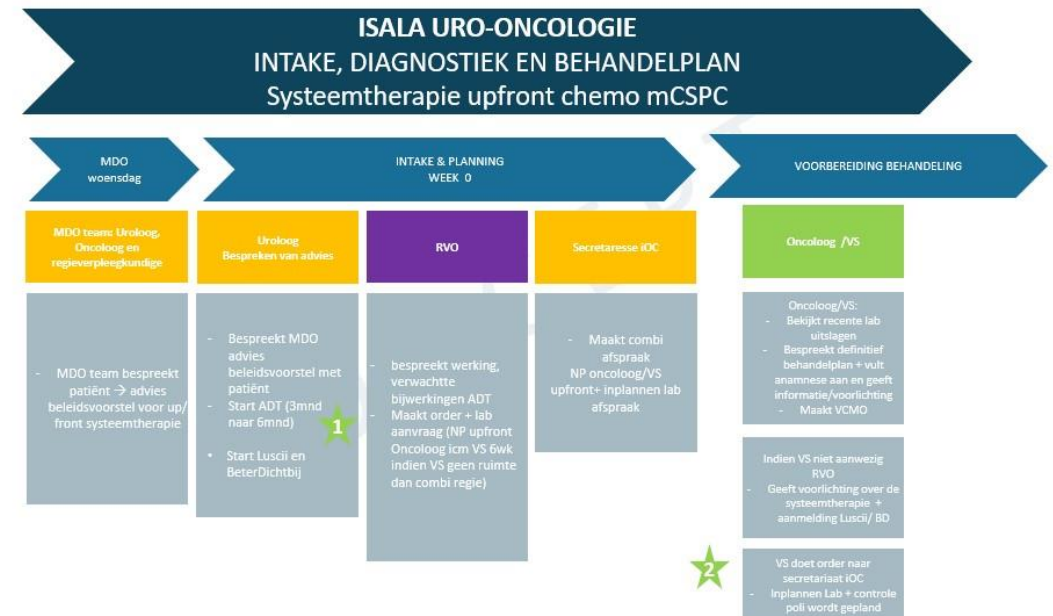 ISALA URO-ONCOLOGIE
INTAKE, DIAGNOSTIEK EN BEHANDELPLAN
Systeemtherapie upfront chemo mCSPC
MDO
woensdag
INTAKE & PLANNING
WEEK 0
VOORBEREIDING BEHANDELING
MDO team: Uroloog,
Oncoloog en
regieverpleegkundige
Uroloog
Bespreken van advies
RVO
Secretaresse iOC
Oncoloog /VS
- MDO team bespreekt
patiënt → advies
beleidsvoorstel voor up/
front systeemtherapie
- Bespreekt MDO
advies
beleidsvoorstel met
patiënt
- Start ADT (3mnd
naar 6mnd)
• Start Luscii en
BeterDichtbij
1
- bespreekt werking,
verwachtte
bijwerkingen ADT
- Maakt order + lab
aanvraag (NP upfront
Oncoloog icm VS 6wk
indien VS geen ruimte
dan combi regie)
- Maakt combi
afspraak
NP oncoloog/VS
upfront+ inplannen lab
afspraak
Oncoloog/VS:
- Bekijkt recente lab
uitslagen
- Bespreekt definitief
behandelplan + vult
anamnese aan en geeft
informatie/voorlichting
- Maakt VCMO
Indien VS niet aanwezig
RVO
- Geeft voorlichting over de
systeemtherapie +
aanmelding Luscii/ BD
2
VS doet order naar
secretariaat iOC
- Inplannen Lab + controle
poli wordt gepland